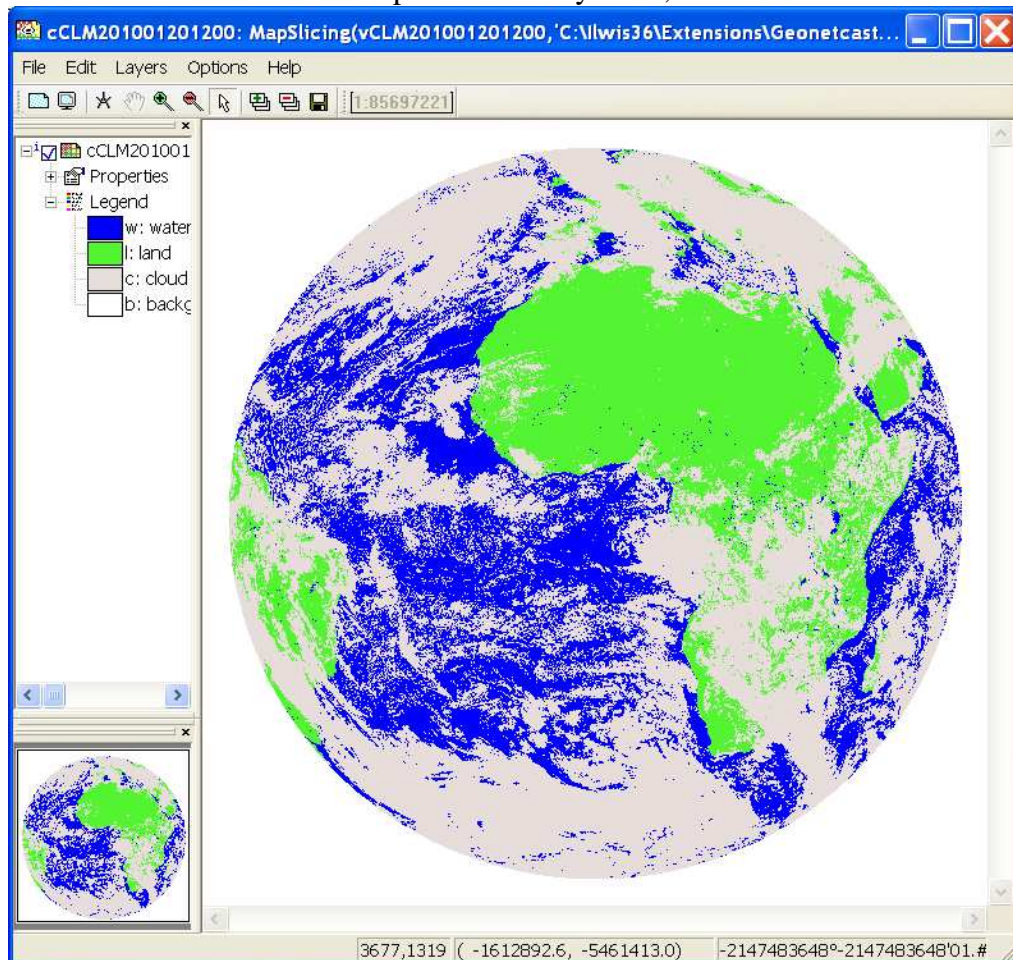 cCLM201001201200: MapSlicing(vCLM201001201200,'C:\Ilwis36\Extensions\Geonetcast...
File Edit Layers Options Help
[1:85697221]
cCLM201001
Properties
Legend
w: water
l: land
c: cloud
b: backg
3677,1319 ( -1612892.6, -5461413.0) -2147483648°-2147483648'01.#